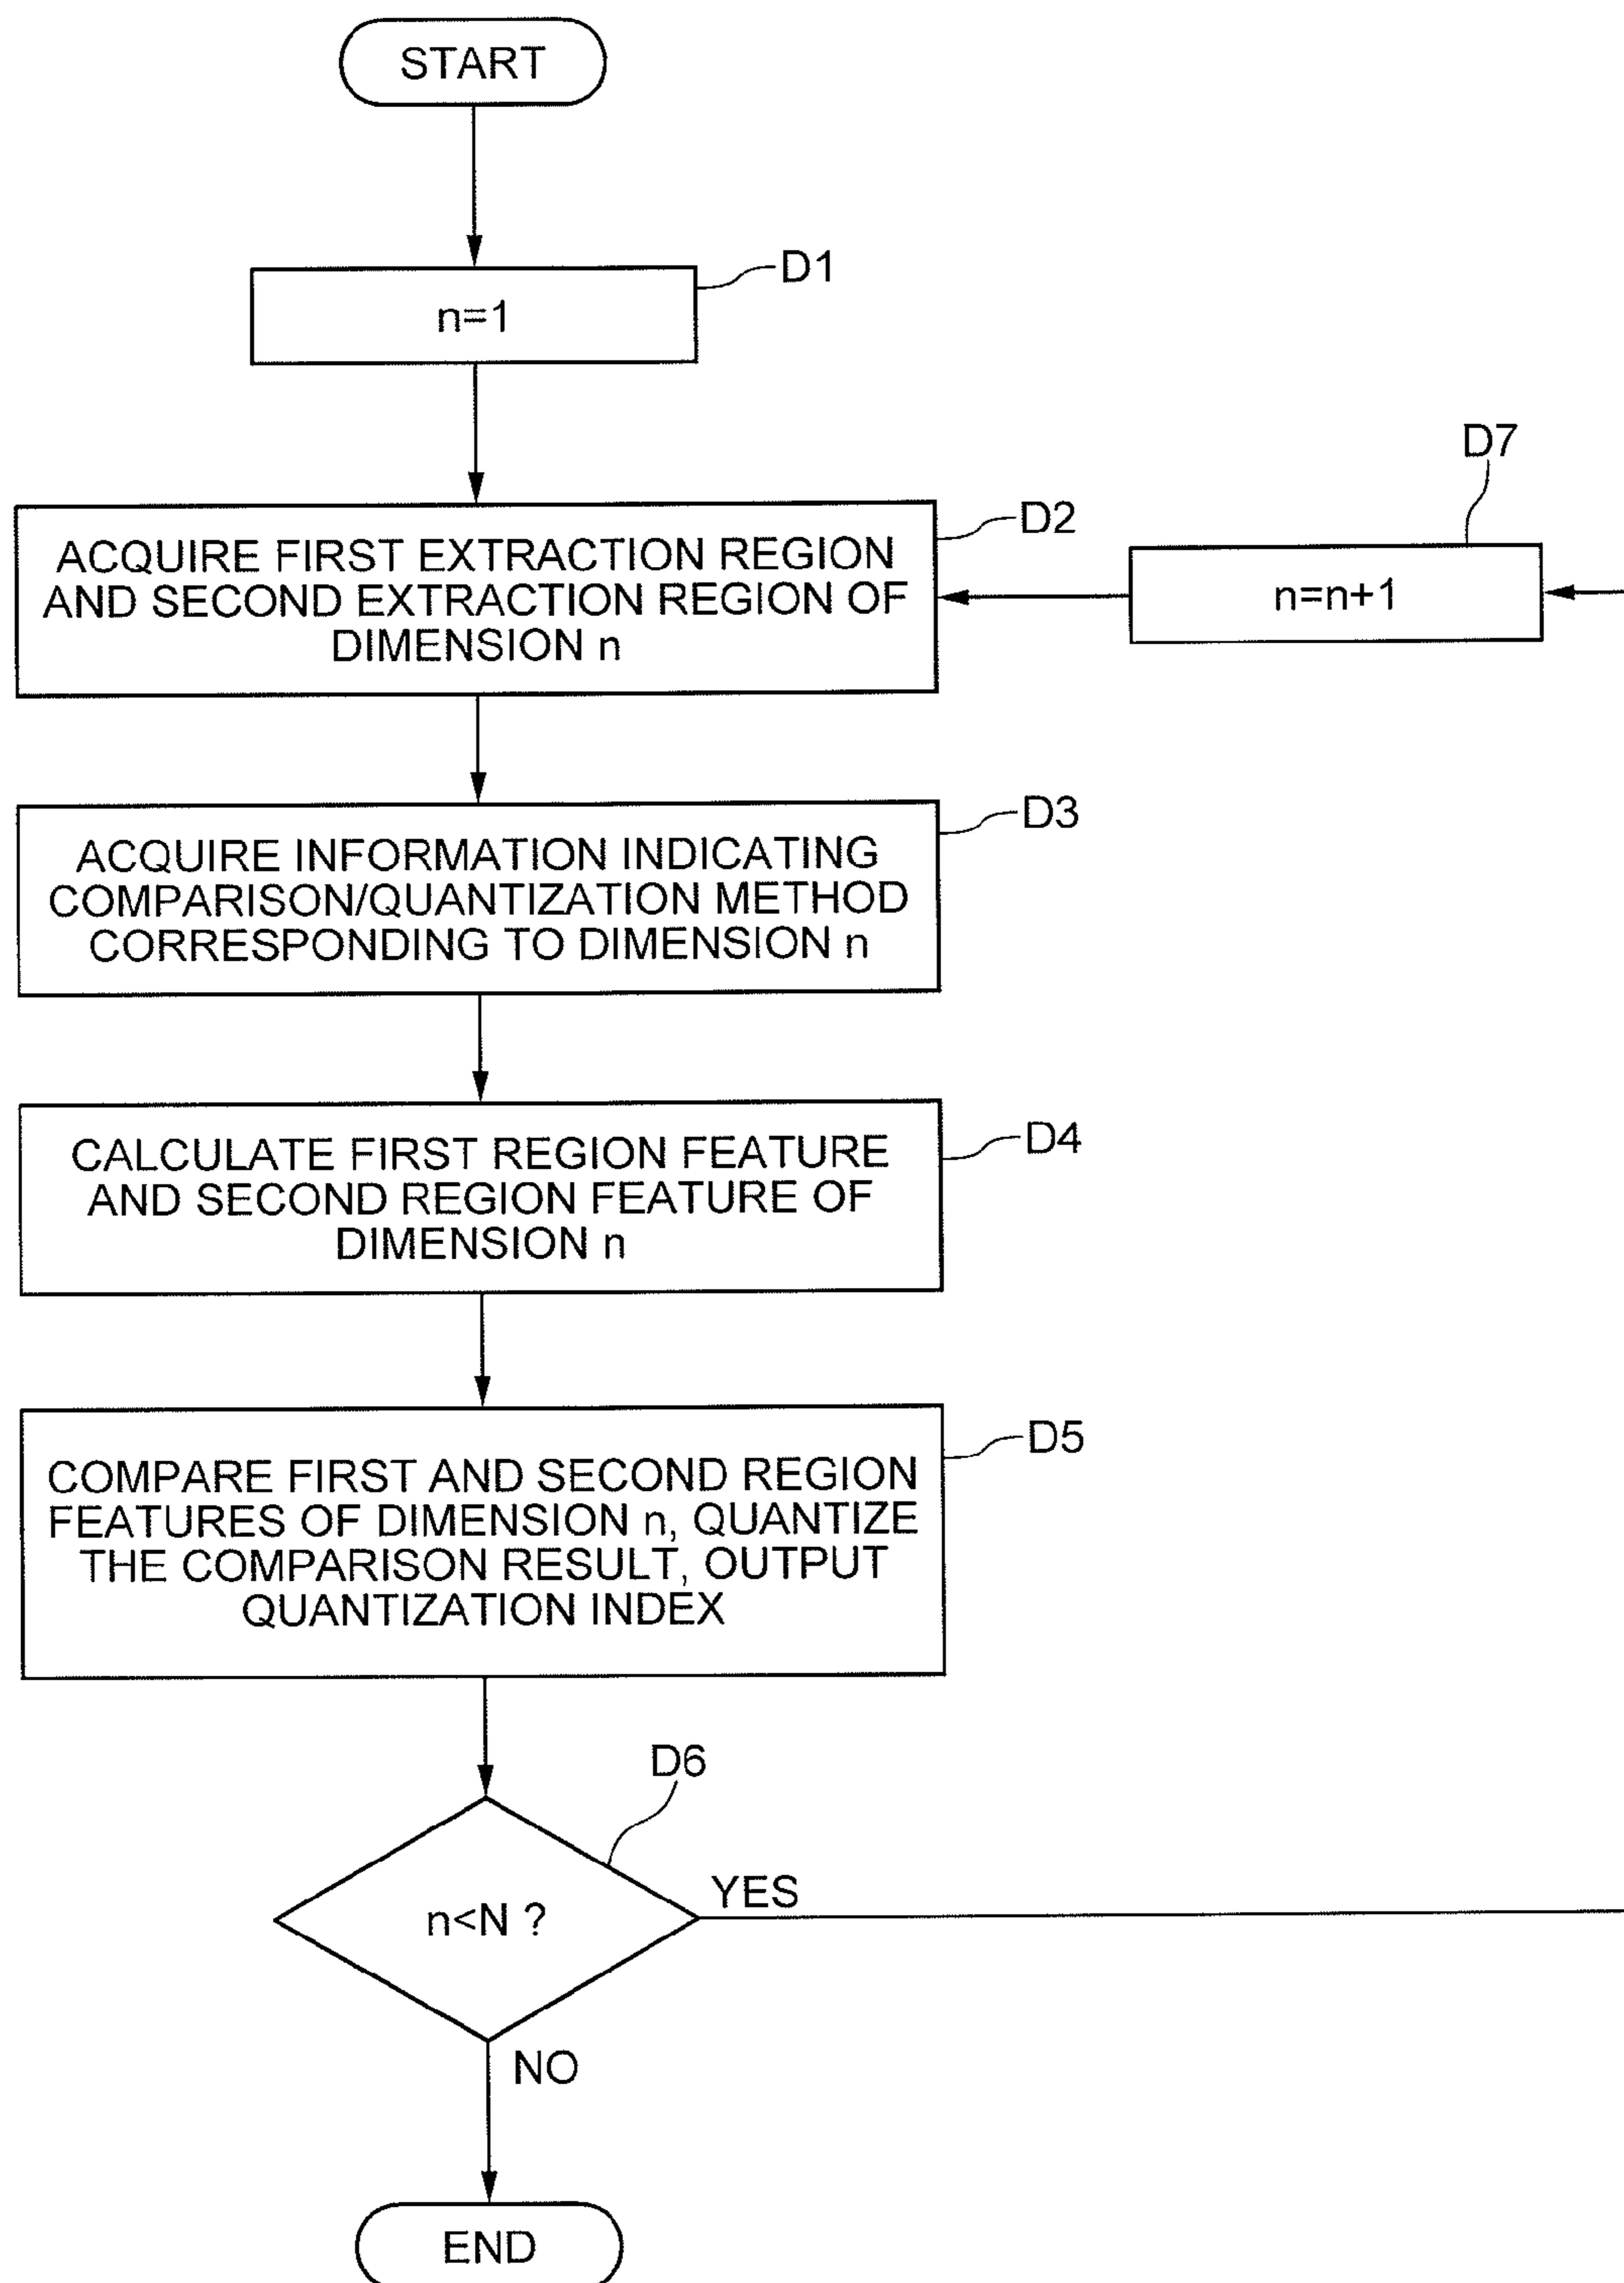 START
D1
n=1
D7
D2
ACQUIRE FIRST EXTRACTION REGION
AND SECOND EXTRACTION REGION OF
DIMENSION n
n=n+1
D3
ACQUIRE INFORMATION INDICATING
COMPARISON/QUANTIZATION METHOD
CORRESPONDING TO DIMENSION n
D4
CALCULATE FIRST REGION FEATURE
AND SECOND REGION FEATURE OF
DIMENSION n
D5
COMPARE FIRST AND SECOND REGION
FEATURES OF DIMENSION n, QUANTIZE
THE COMPARISON RESULT, OUTPUT
QUANTIZATION INDEX
D6
n<N ?
YES
NO
END